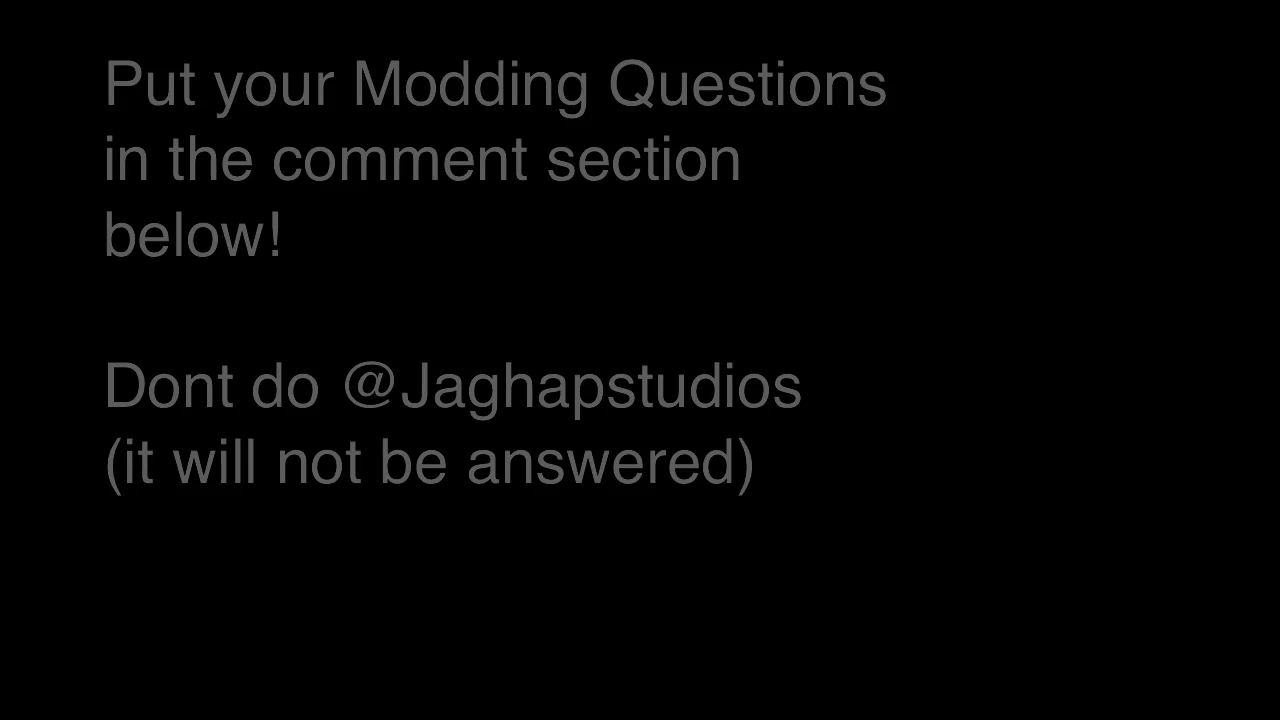 Put your Modding Questions
in the comment section
below!
Dont do @Jaghapstudios
(it will not be answered)